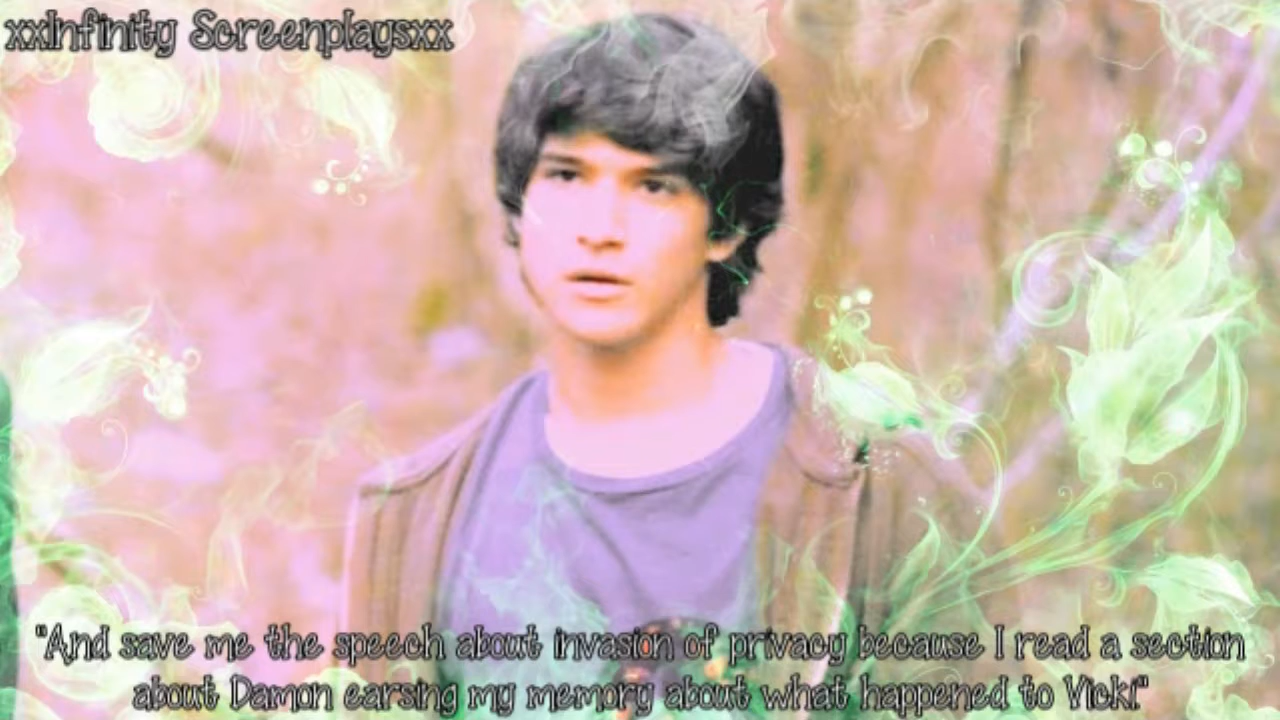 xxInfinity Screenplaysxx
"And save me the speech about invasion of privacy because I read a section
about Damon earsing my memory about what happened to Vicki."